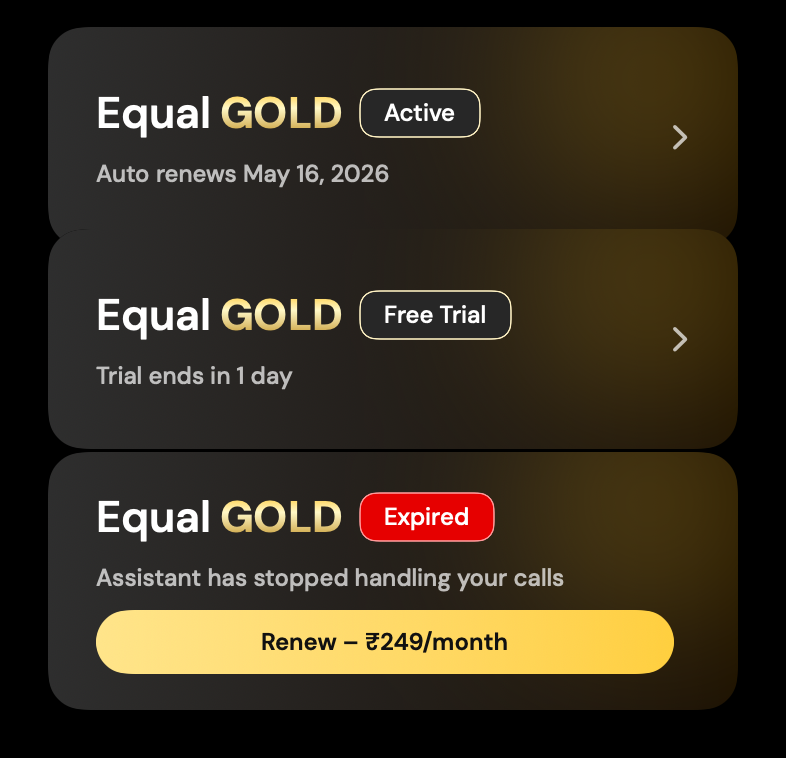 Equal GOLD Active
Auto renews May 16, 2026
Equal GOLD Free Trial
Trial ends in 1 day
Equal GOLD Expired
Assistant has stopped handling your calls
Renew – ₹249/month